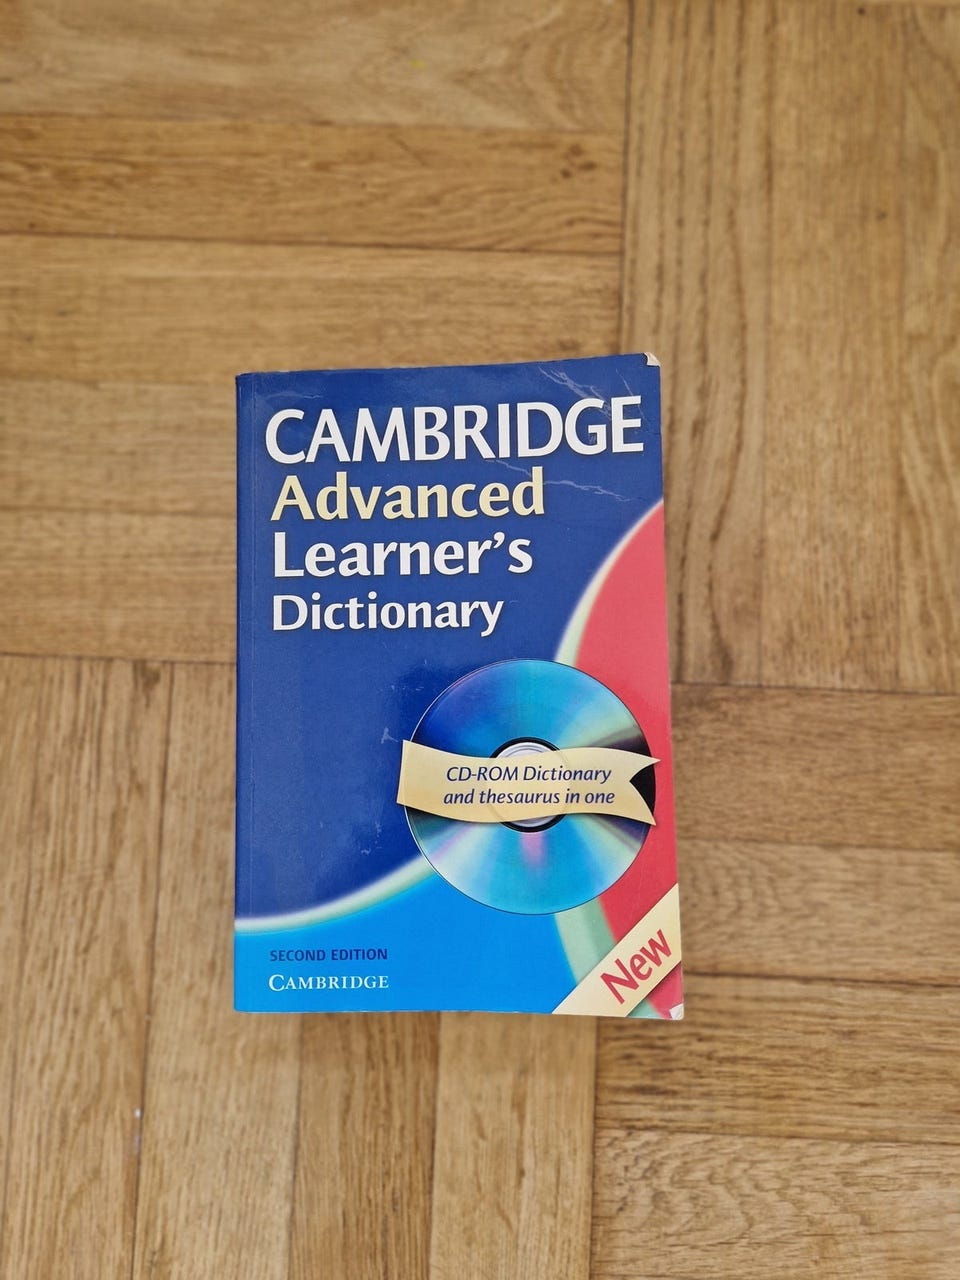 CAMBRIDGE
Advanced
Learner's
Dictionary
CD-ROM Dictionary
and thesaurus in one
SECOND EDITION
CAMBRIDGE
New